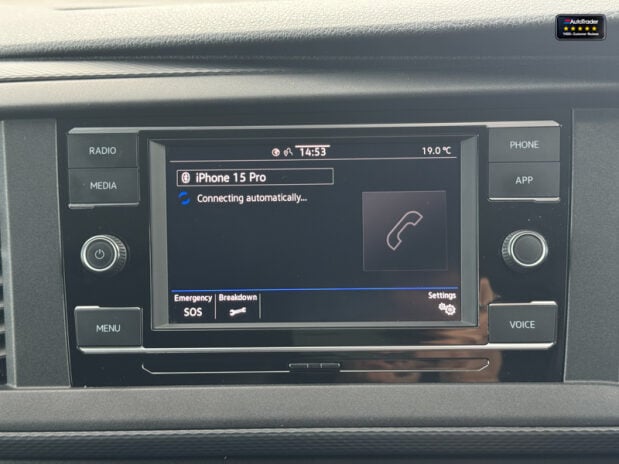 AutoTrader
RADIO
MEDIA
MENU
14:53
19.0 °C
iPhone 15 Pro
Connecting automatically...
Emergency
SOS
Breakdown
Settings
PHONE
APP
VOICE